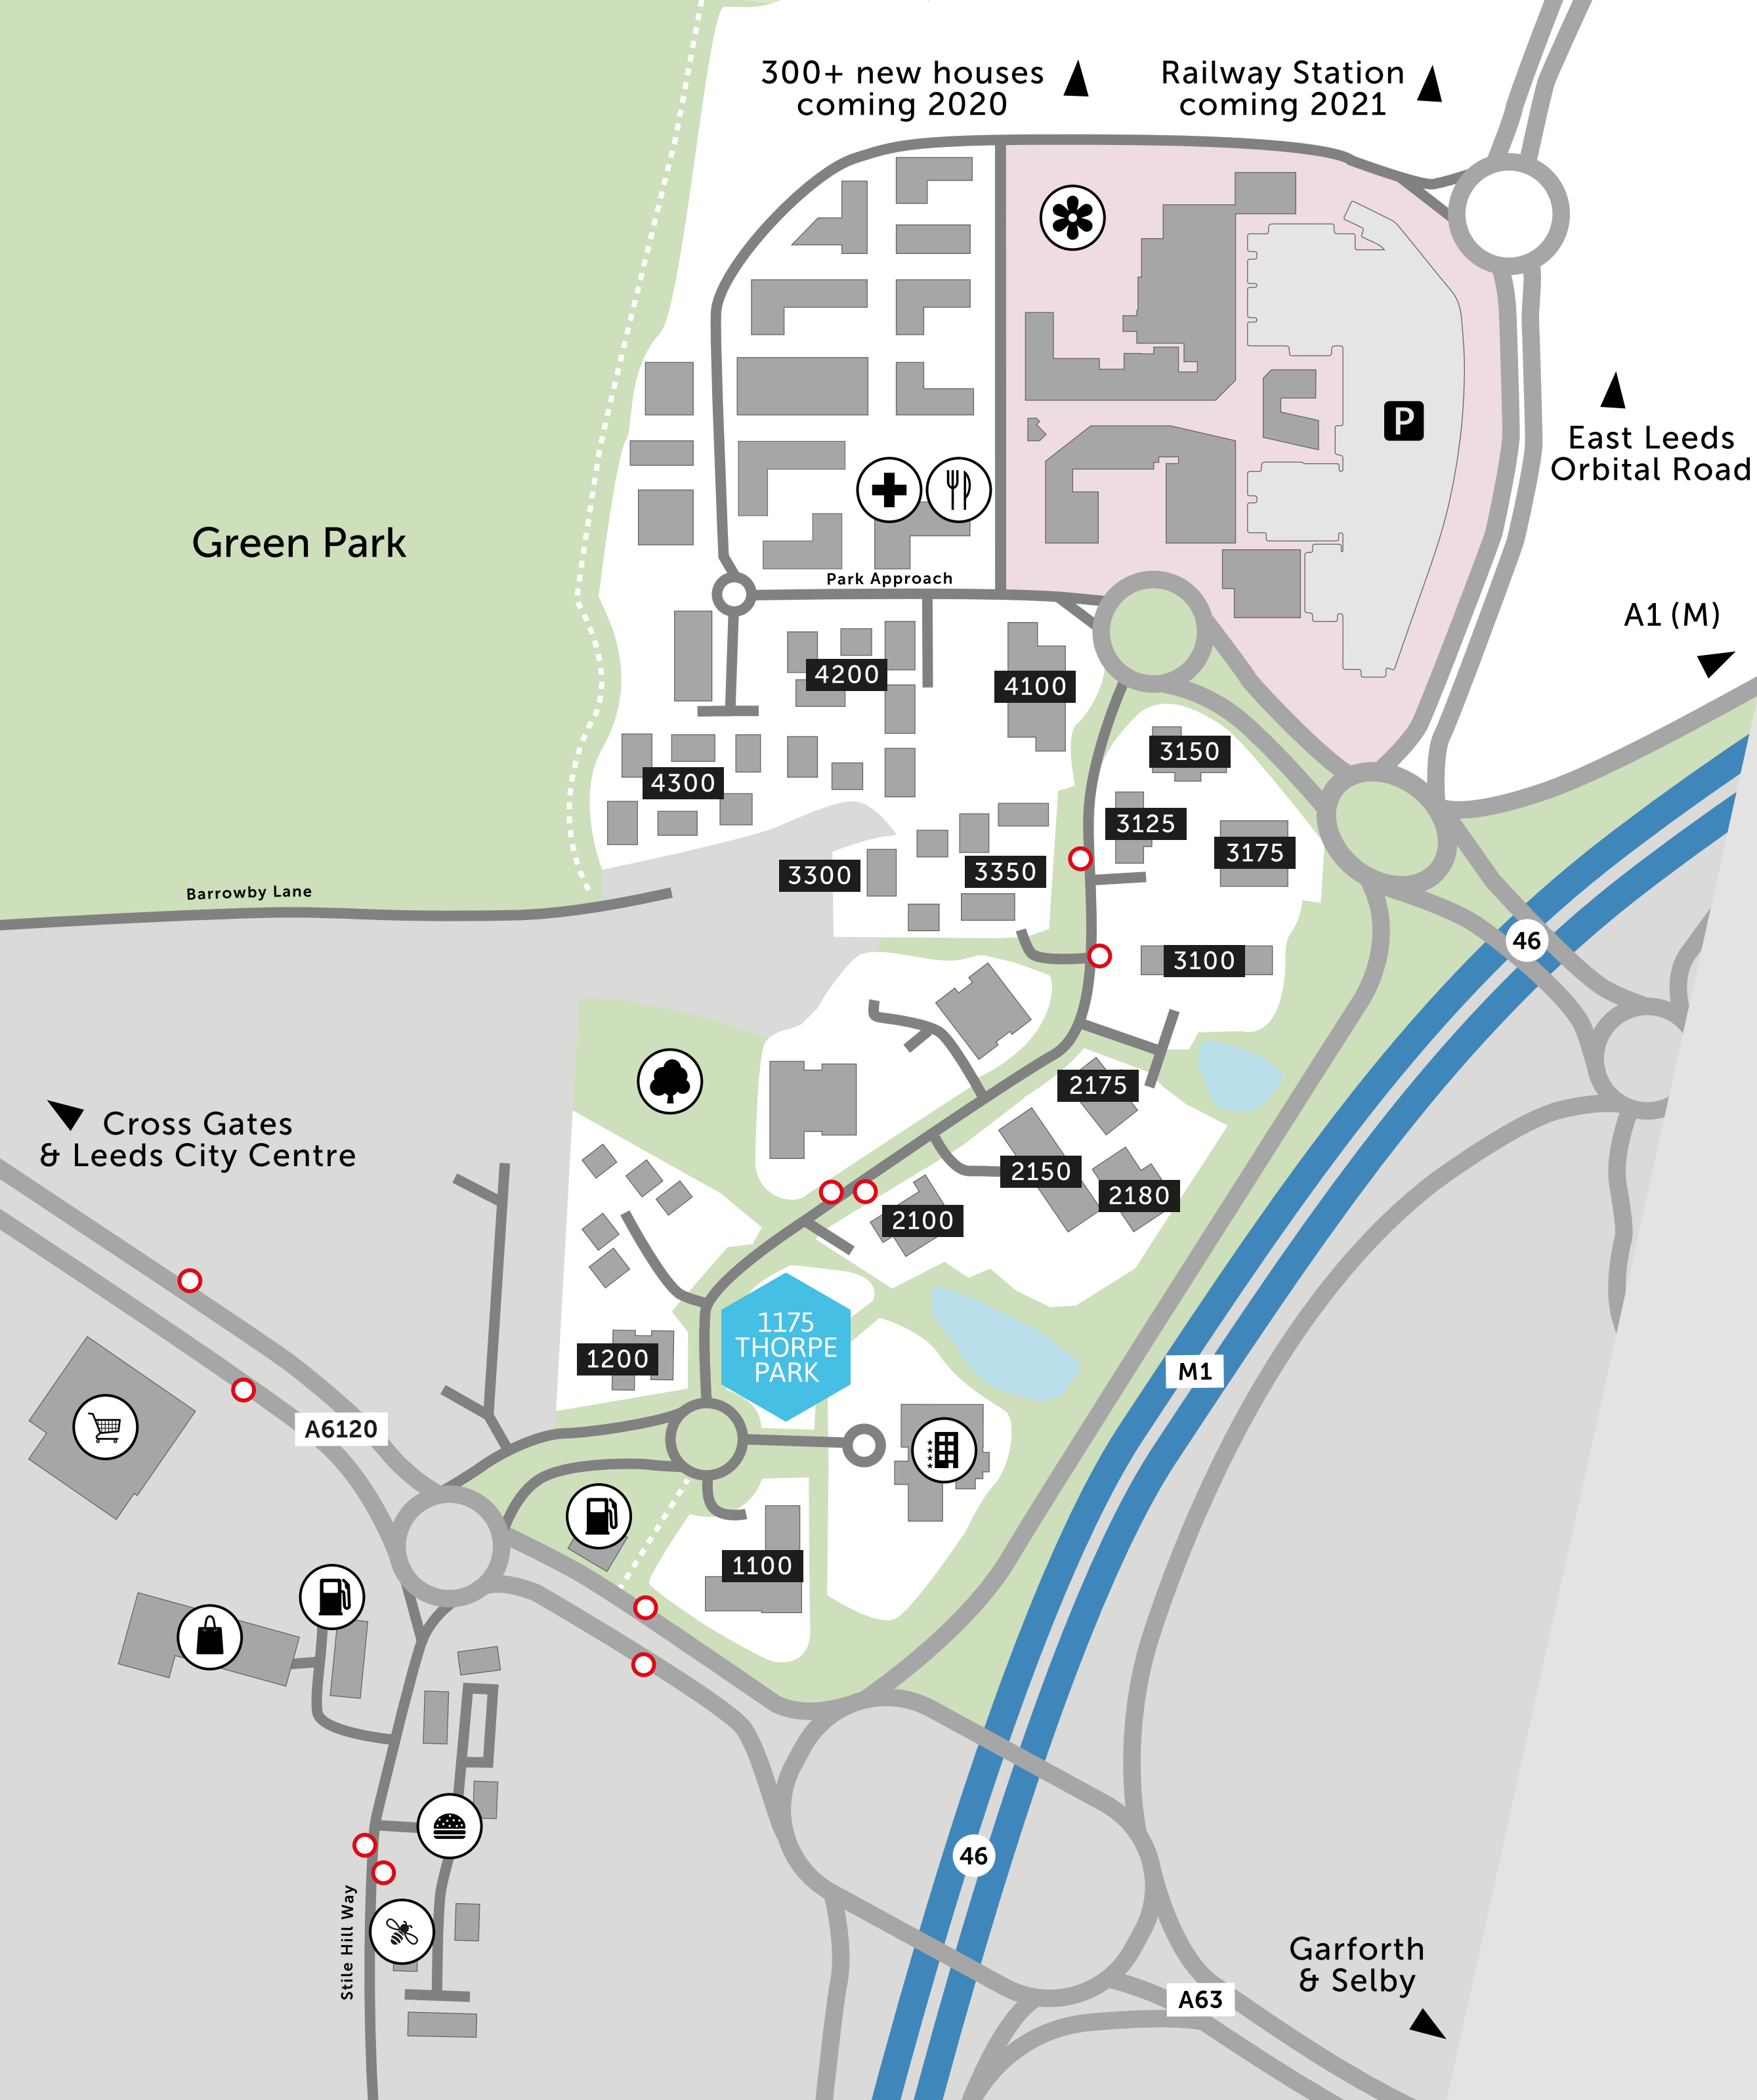 300+ new houses
coming 2020
Railway Station
coming 2021
P
East Leeds
Orbital Road
Green Park
Park Approach
A1 (M)
4200
4100
3150
4300
3125
3175
3300
3350
Barrowby Lane
46
3100
2175
Cross Gates
& Leeds City Centre
2150
2180
2100
1175
THORPE
PARK
1200
M1
A6120
1100
46
Stile Hill Way
Garforth
& Selby
A63